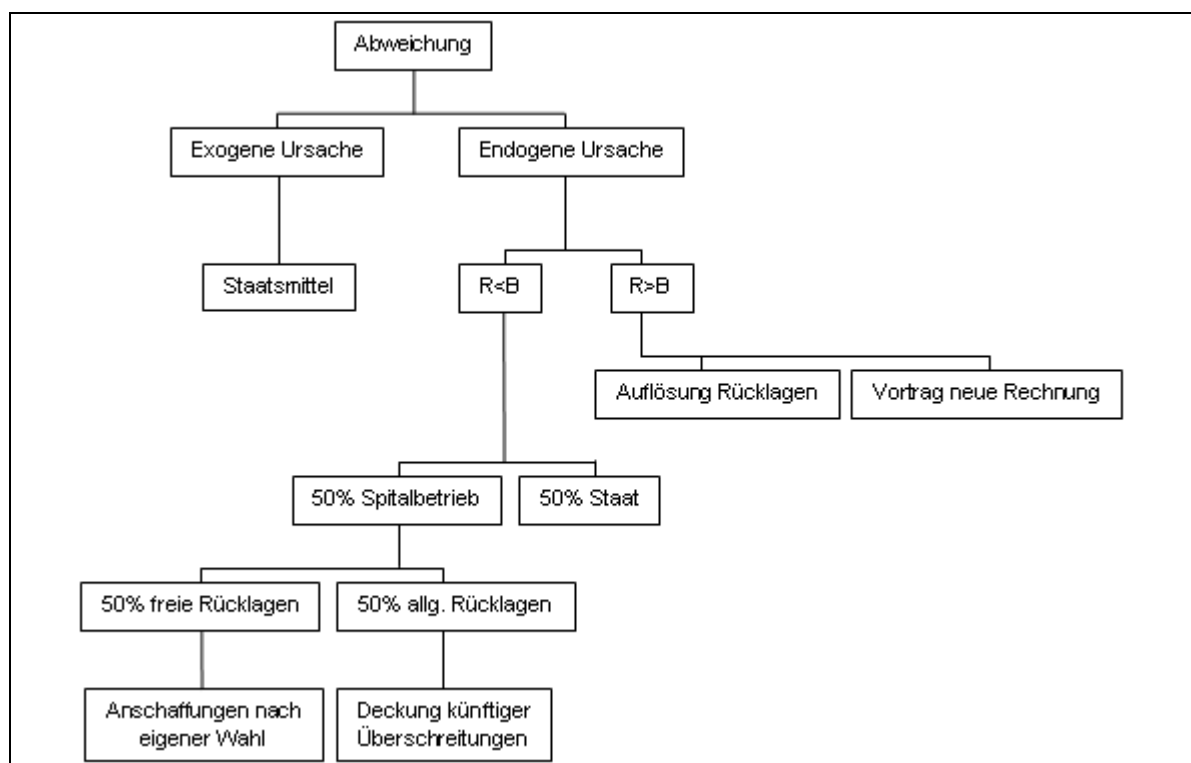 Abweichung
Exogene Ursache
Endogene Ursache
Staatsmittel
R<B
R>B
Auflösung Rücklagen
Vortrag neue Rechnung
50% Spitalbetrieb
50% Staat
50% freie Rücklagen
50% allg. Rücklagen
Anschaffungen nach
eigener Wahl
Deckung künftiger
Überschreitungen